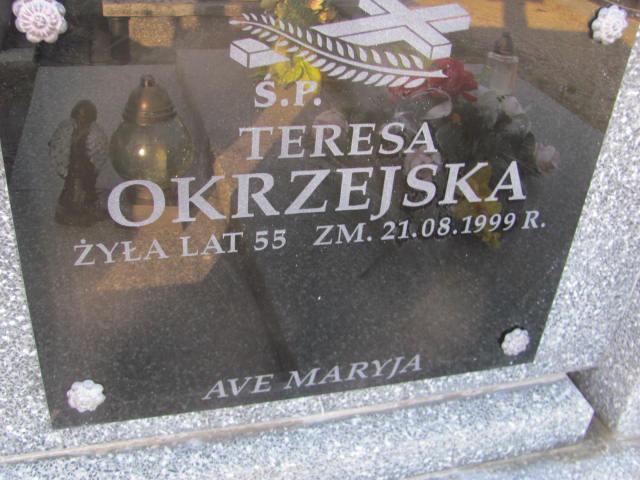 Ś.P.
TERESA
OKRZEJSKA
ŻYŁA LAT 55 ZM. 21.08.1999 R.
AVE MARYJA